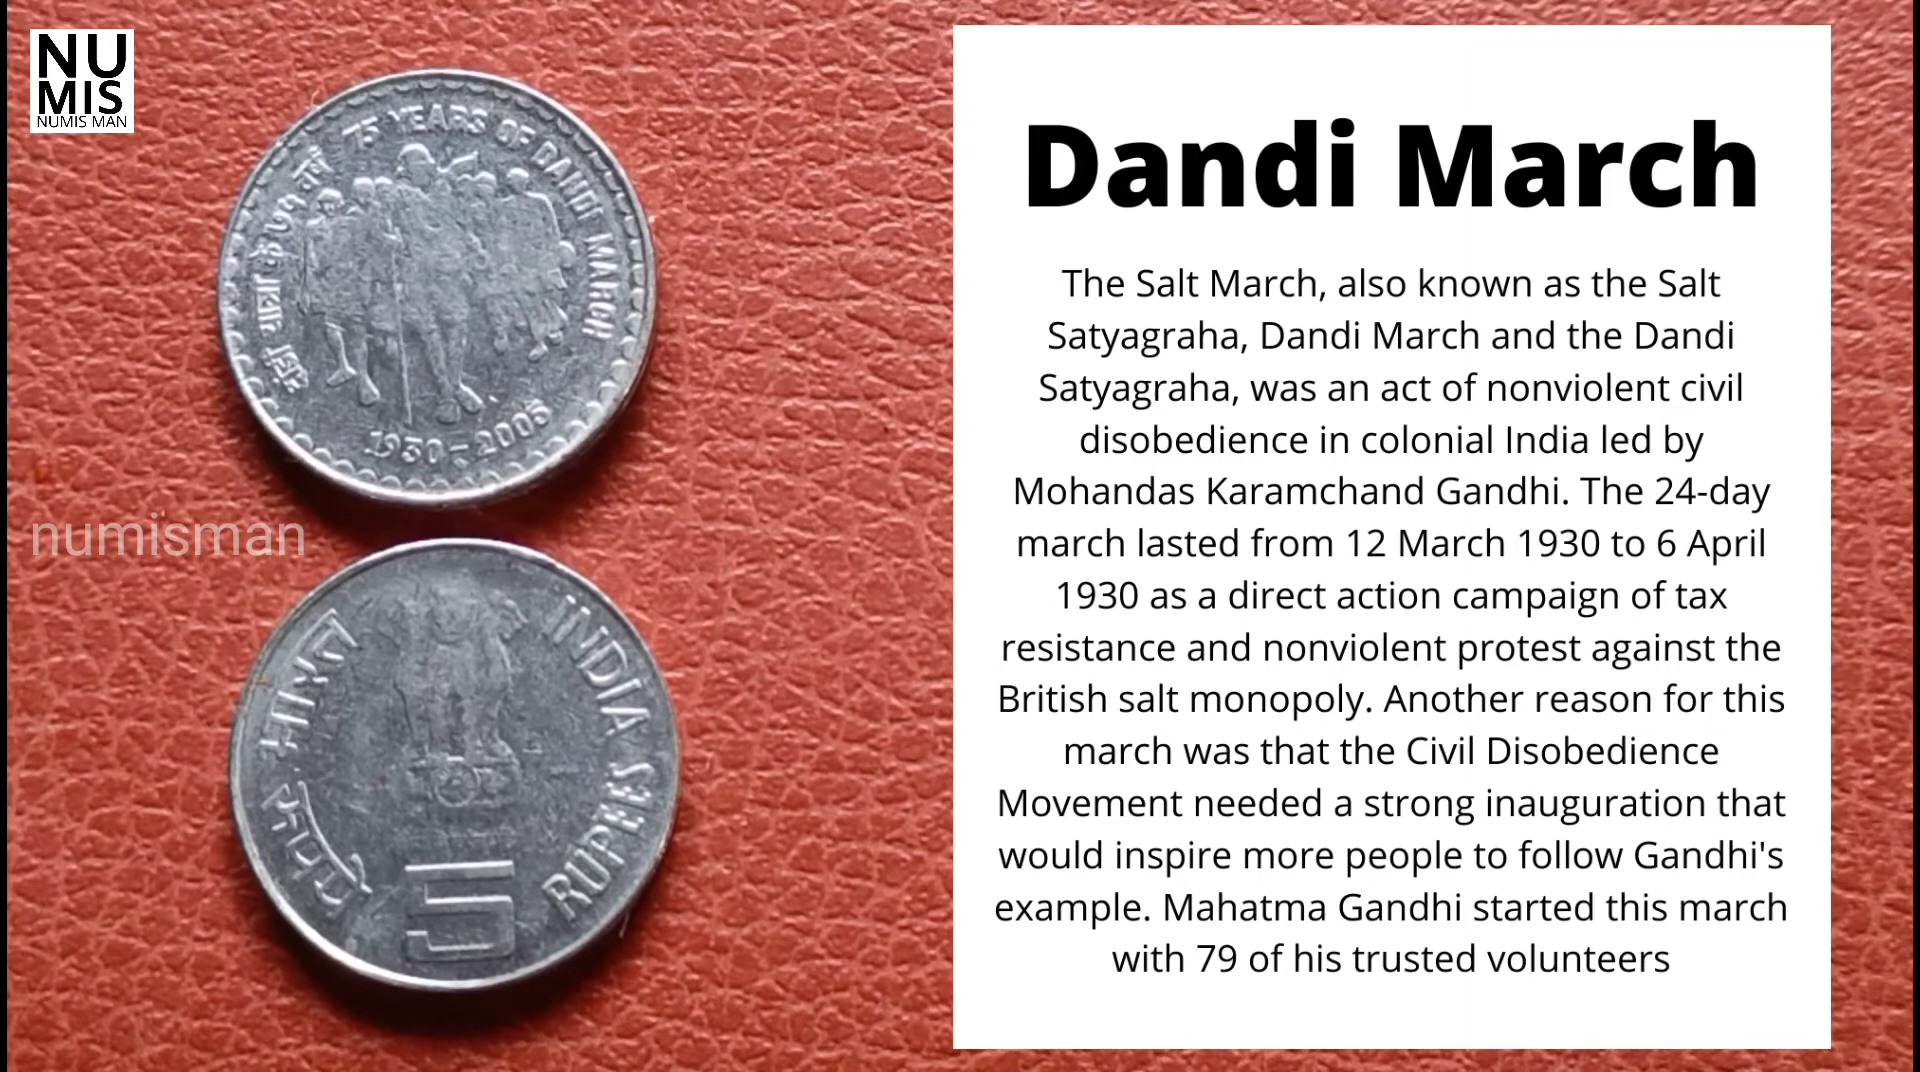 NU
MIS
NUMIS MAN
75 YEARS OF DANDI MARCH
दांडी यात्रा के ७५ वर्ष
1930-2005
numisman
भारत
INDIA
रुपये
RUPEES
5
Dandi March
The Salt March, also known as the Salt
Satyagraha, Dandi March and the Dandi
Satyagraha, was an act of nonviolent civil
disobedience in colonial India led by
Mohandas Karamchand Gandhi. The 24-day
march lasted from 12 March 1930 to 6 April
1930 as a direct action campaign of tax
resistance and nonviolent protest against the
British salt monopoly. Another reason for this
march was that the Civil Disobedience
Movement needed a strong inauguration that
would inspire more people to follow Gandhi's
example. Mahatma Gandhi started this march
with 79 of his trusted volunteers